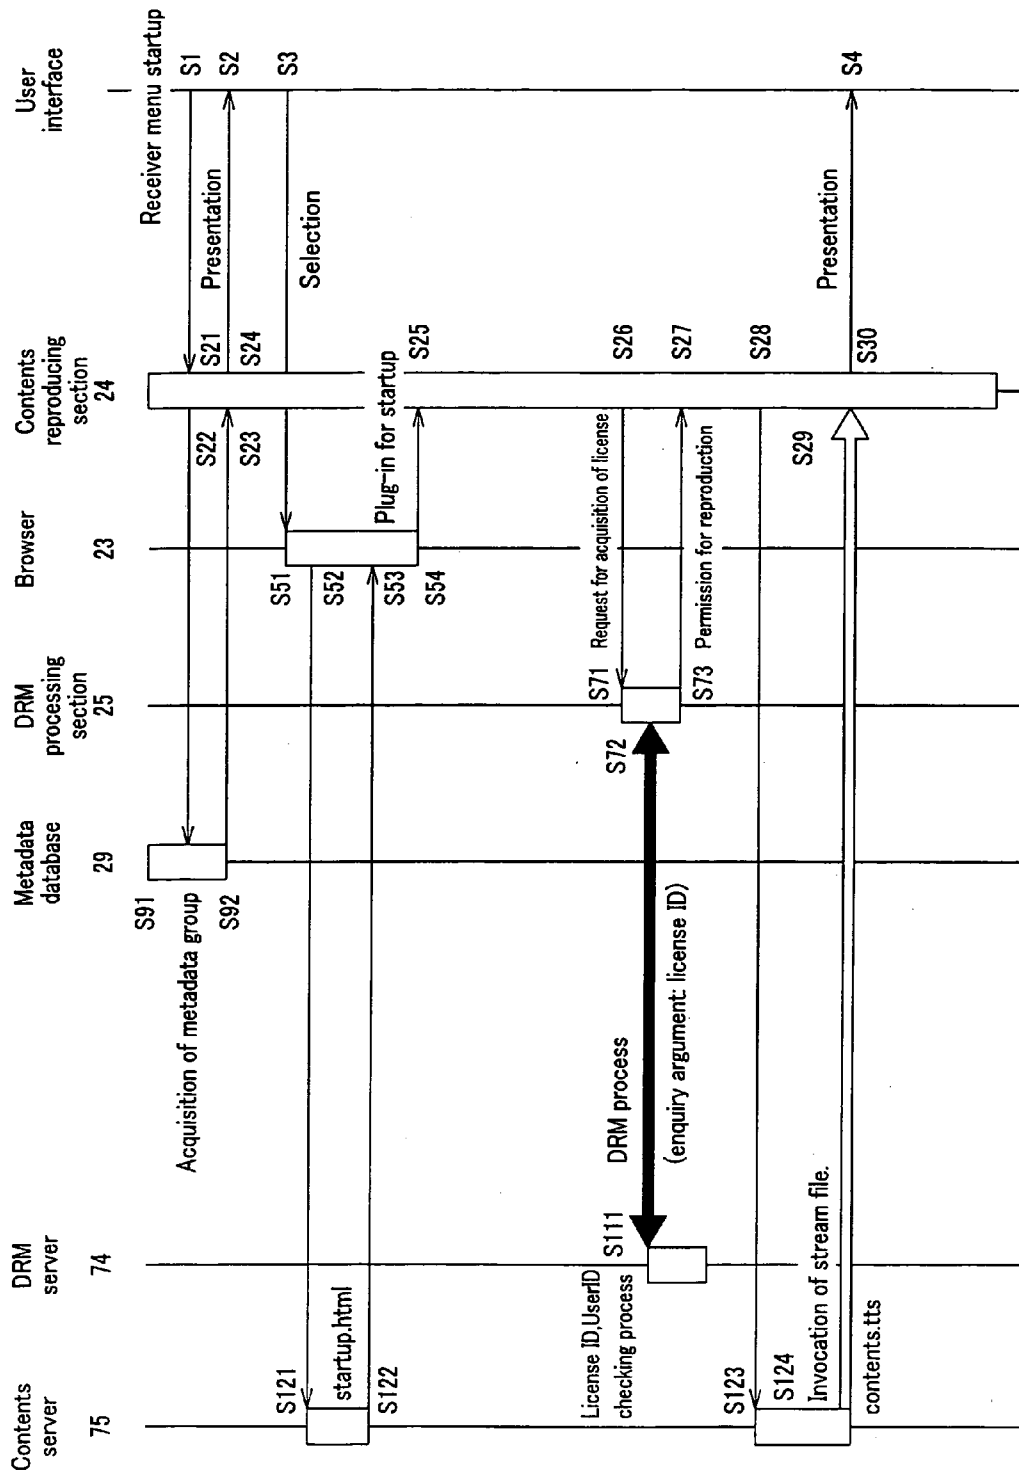 Contents
server
75
DRM
server
74
Metadata
database
29
DRM
processing
section
25
Browser
23
Contents
reproducing
section
24
User
interface
Receiver menu startup
S1
S2
S3
S4
Presentation
Selection
Presentation
S21
S24
S25
S26
S27
S28
S30
S22
S23
S29
Plug-in for startup
S51
S52
S53
S54
Request for acquisition of license
Permission for reproduction
S71
S73
S72
S91
S92
Acquisition of metadata group
DRM process
(enquiry argument: license ID)
S111
License ID,UserID
checking process
S121
startup.html
S122
S123
S124
Invocation of stream file.
contents.tts